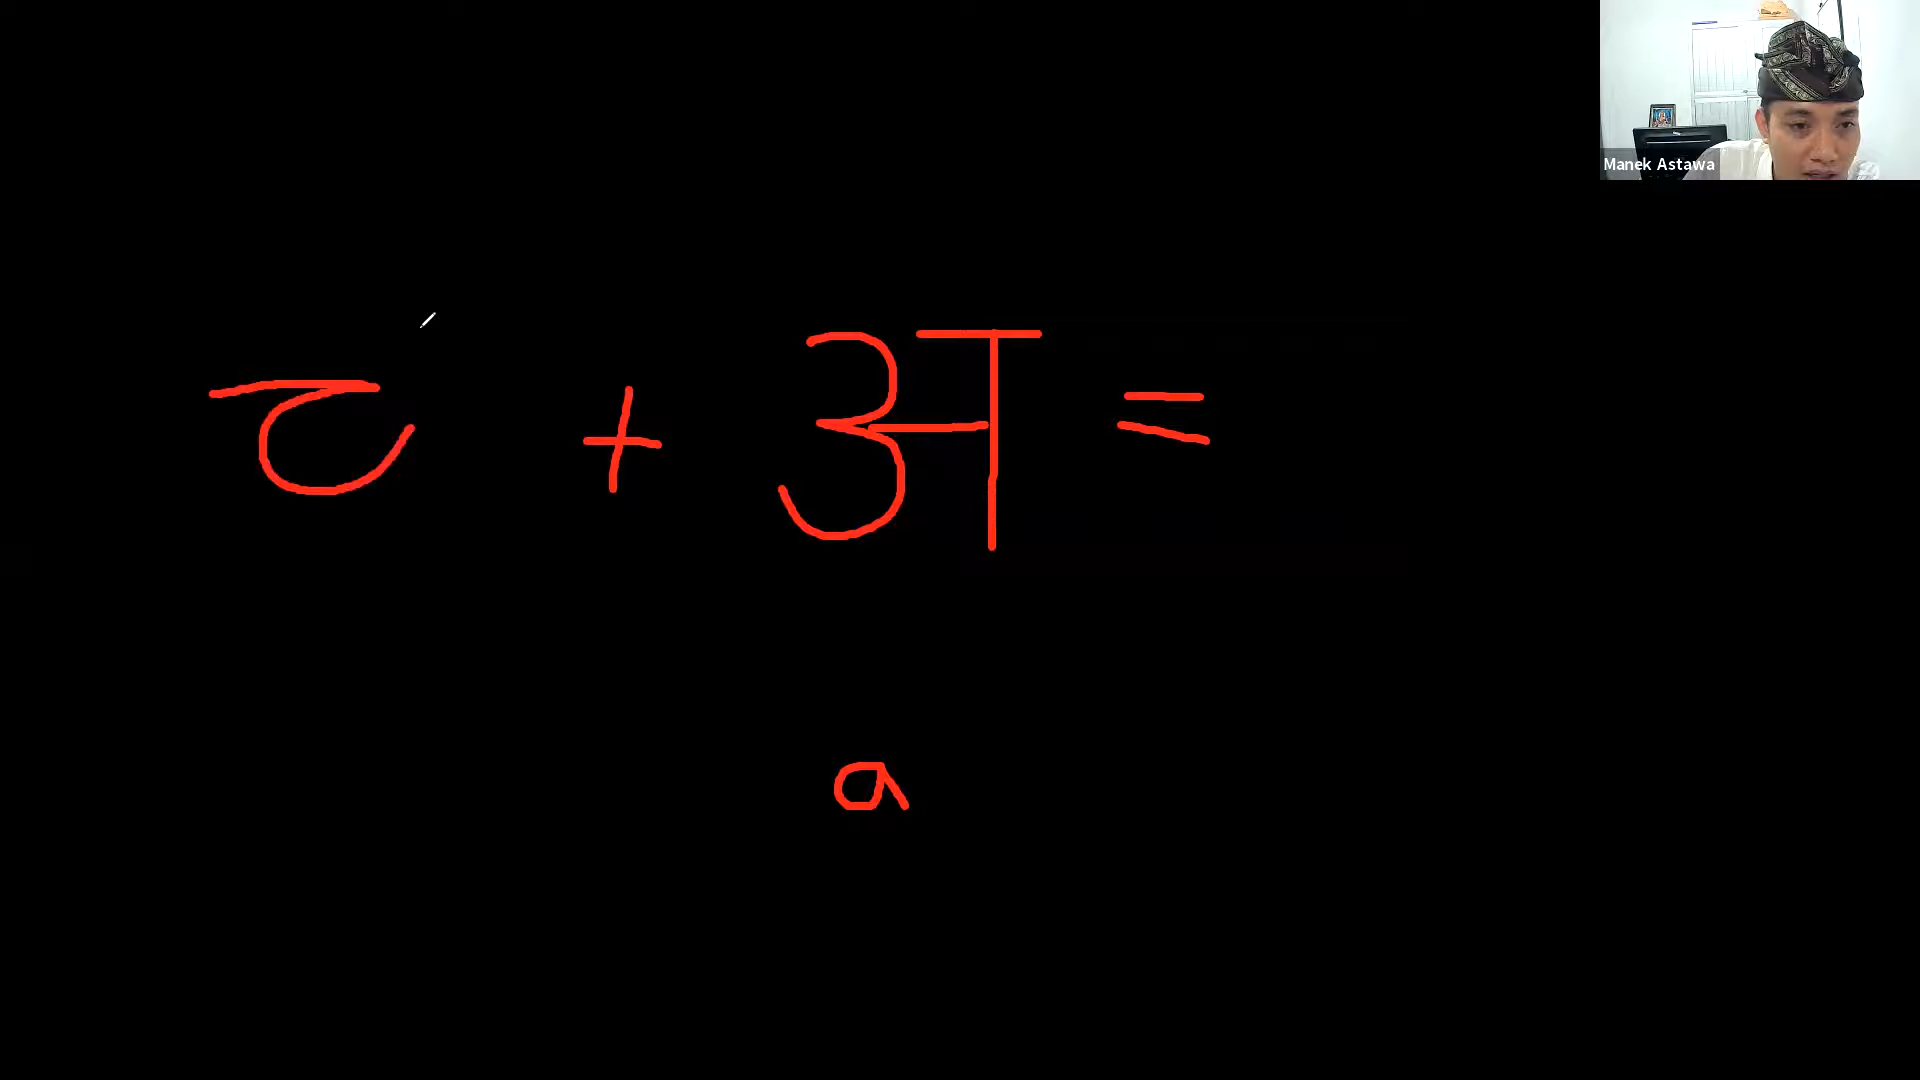 Manek Astawa
ट + अ =
a